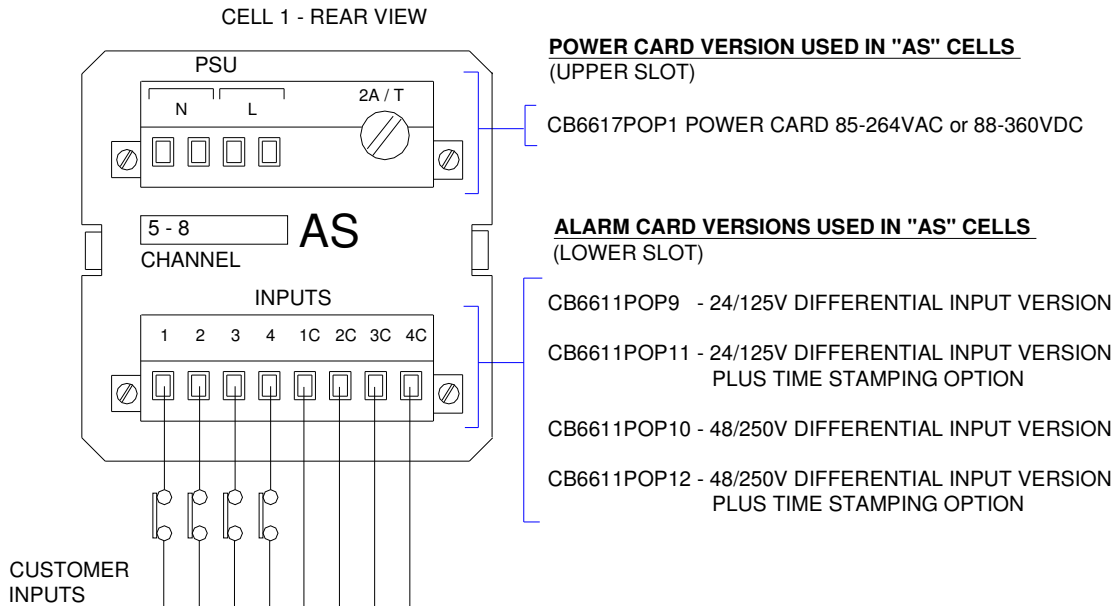 CELL 1 - REAR VIEW
PSU
N L 2A / T
5 - 8
AS
CHANNEL
INPUTS
1 2 3 4 1C 2C 3C 4C
CUSTOMER
INPUTS
POWER CARD VERSION USED IN "AS" CELLS
(UPPER SLOT)
CB6617POP1 POWER CARD 85-264VAC or 88-360VDC
ALARM CARD VERSIONS USED IN "AS" CELLS
(LOWER SLOT)
CB6611POP9 - 24/125V DIFFERENTIAL INPUT VERSION
CB6611POP11 - 24/125V DIFFERENTIAL INPUT VERSION
PLUS TIME STAMPING OPTION
CB6611POP10 - 48/250V DIFFERENTIAL INPUT VERSION
CB6611POP12 - 48/250V DIFFERENTIAL INPUT VERSION
PLUS TIME STAMPING OPTION